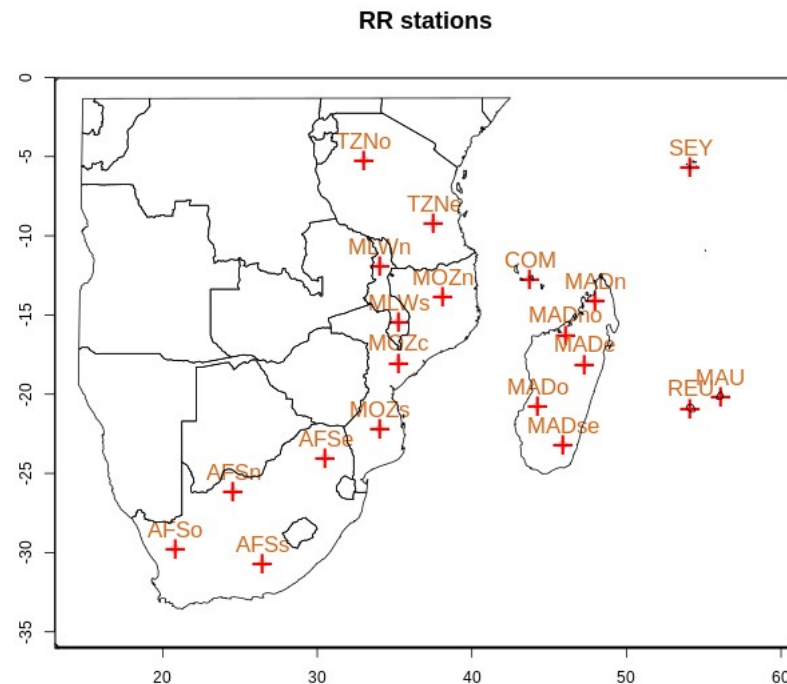 RR stations
0
-5
-10
-15
-20
-25
-30
-35
TZNo
SEY
TZNe
MLWn
COM
MOZn
MADn
MLWs
MADno
MOZc
MADe
MADo
REU
MAU
MOZs
MADse
AFSe
AFSn
AFSo
AFSs
20
30
40
50
60